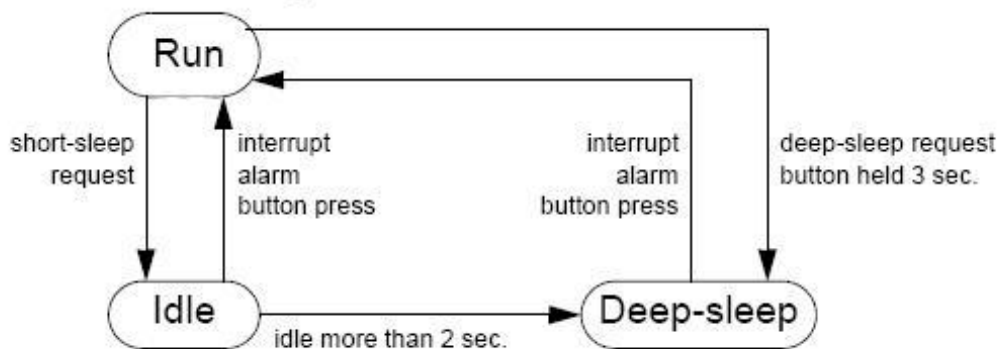 Run
short-sleep
request
interrupt
alarm
button press
interrupt
alarm
button press
deep-sleep request
button held 3 sec.
Idle
idle more than 2 sec.
Deep-sleep